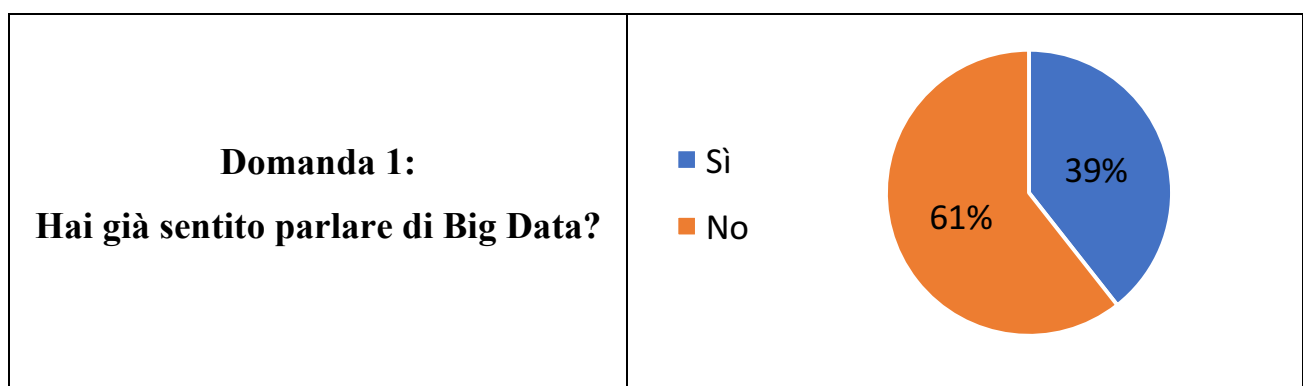 Domanda 1:
Hai già sentito parlare di Big Data?
Sì
No
39%
61%